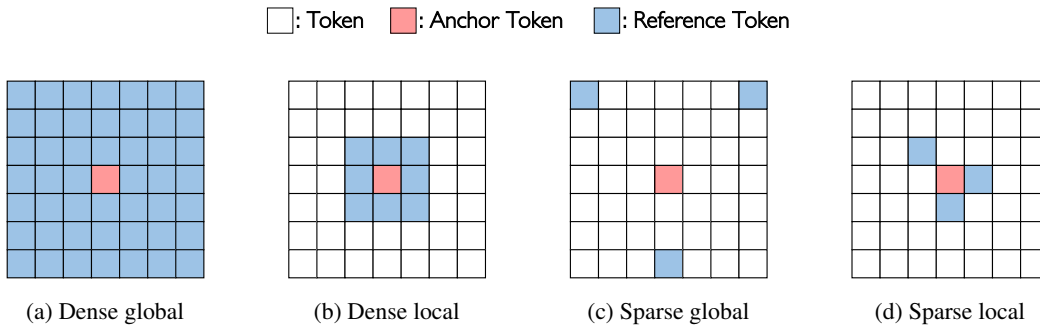 : Token : Anchor Token : Reference Token
(a) Dense global (b) Dense local (c) Sparse global (d) Sparse local